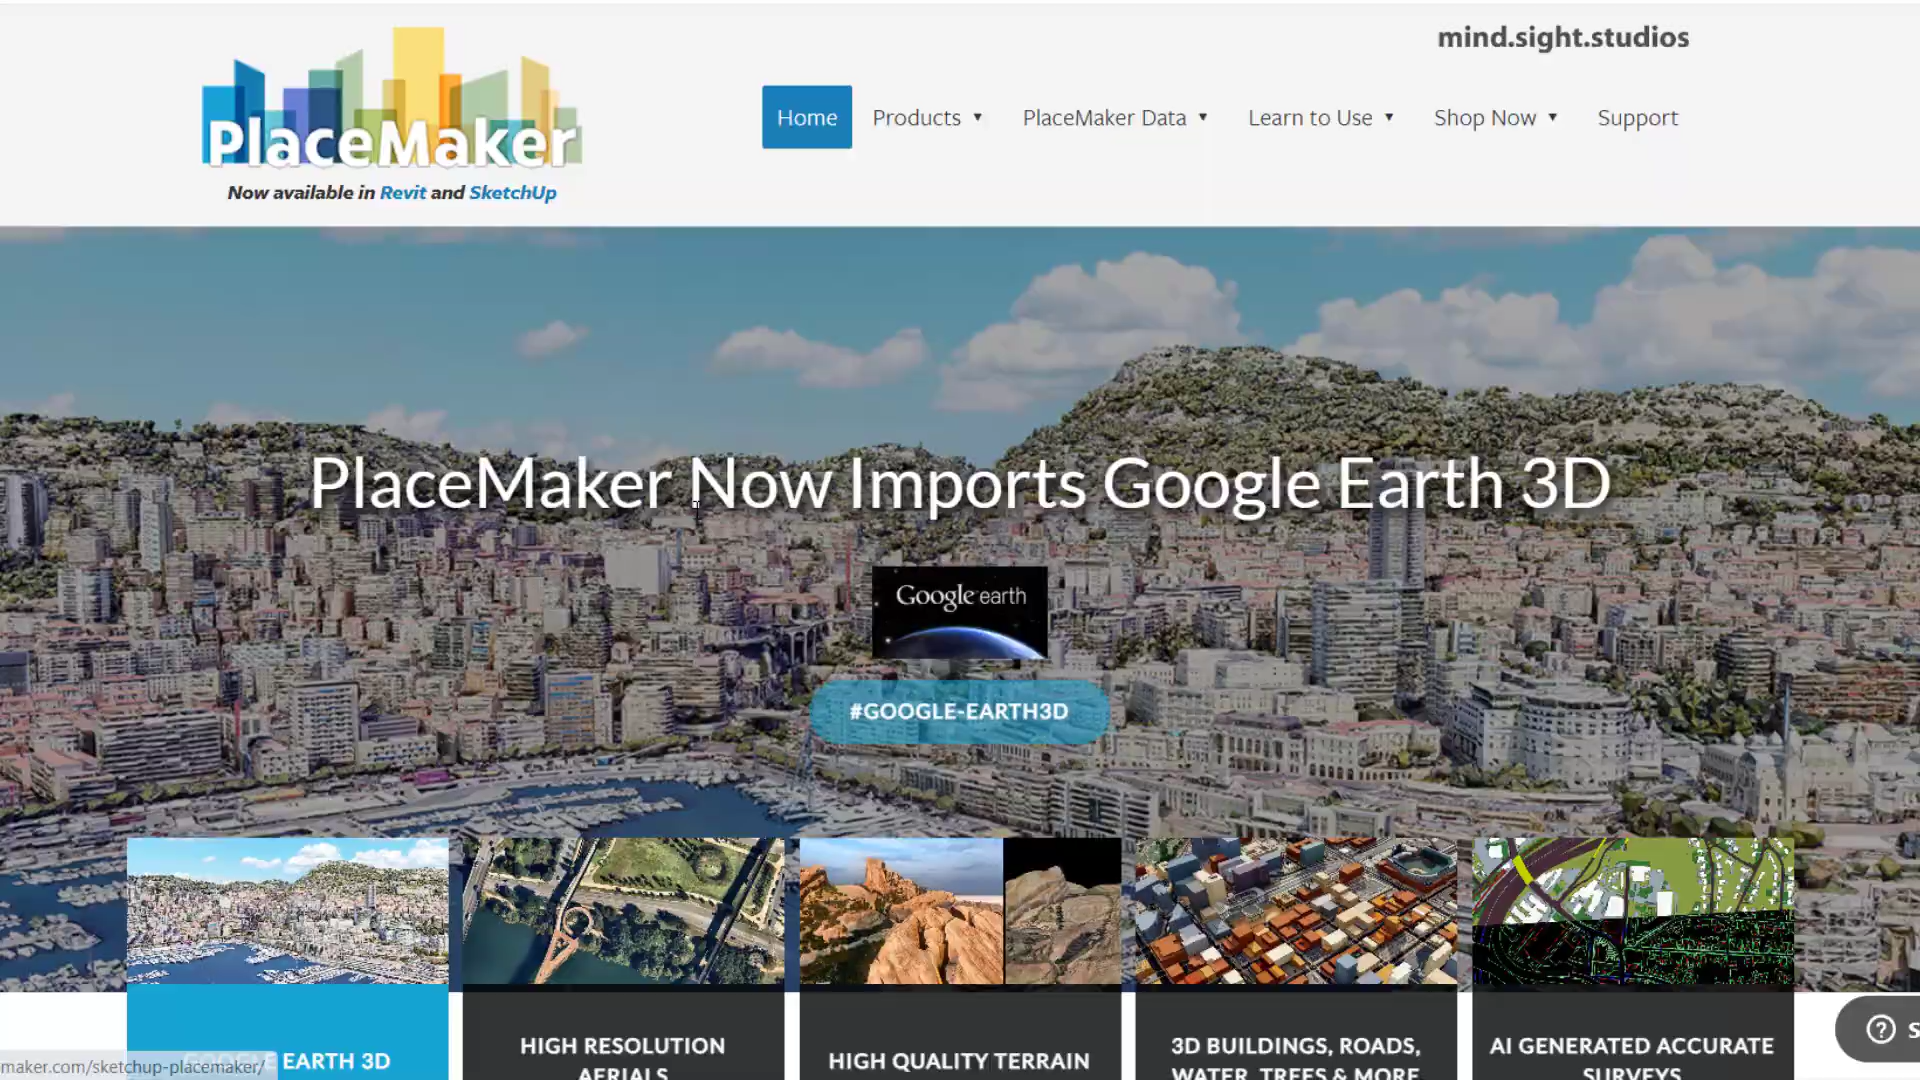 mind.sight.studios
PlaceMaker
Now available in Revit and SketchUp
Home Products ▼ PlaceMaker Data ▼ Learn to Use ▼ Shop Now ▼ Support
PlaceMaker Now Imports Google Earth 3D
Google earth
#GOOGLE-EARTH3D
GOOGLE EARTH 3D
HIGH RESOLUTION
AERIALS
HIGH QUALITY TERRAIN
3D BUILDINGS, ROADS,
WATER, TREES & MORE
AI GENERATED ACCURATE
SURVEYS
S
maker.com/sketchup-placemaker/